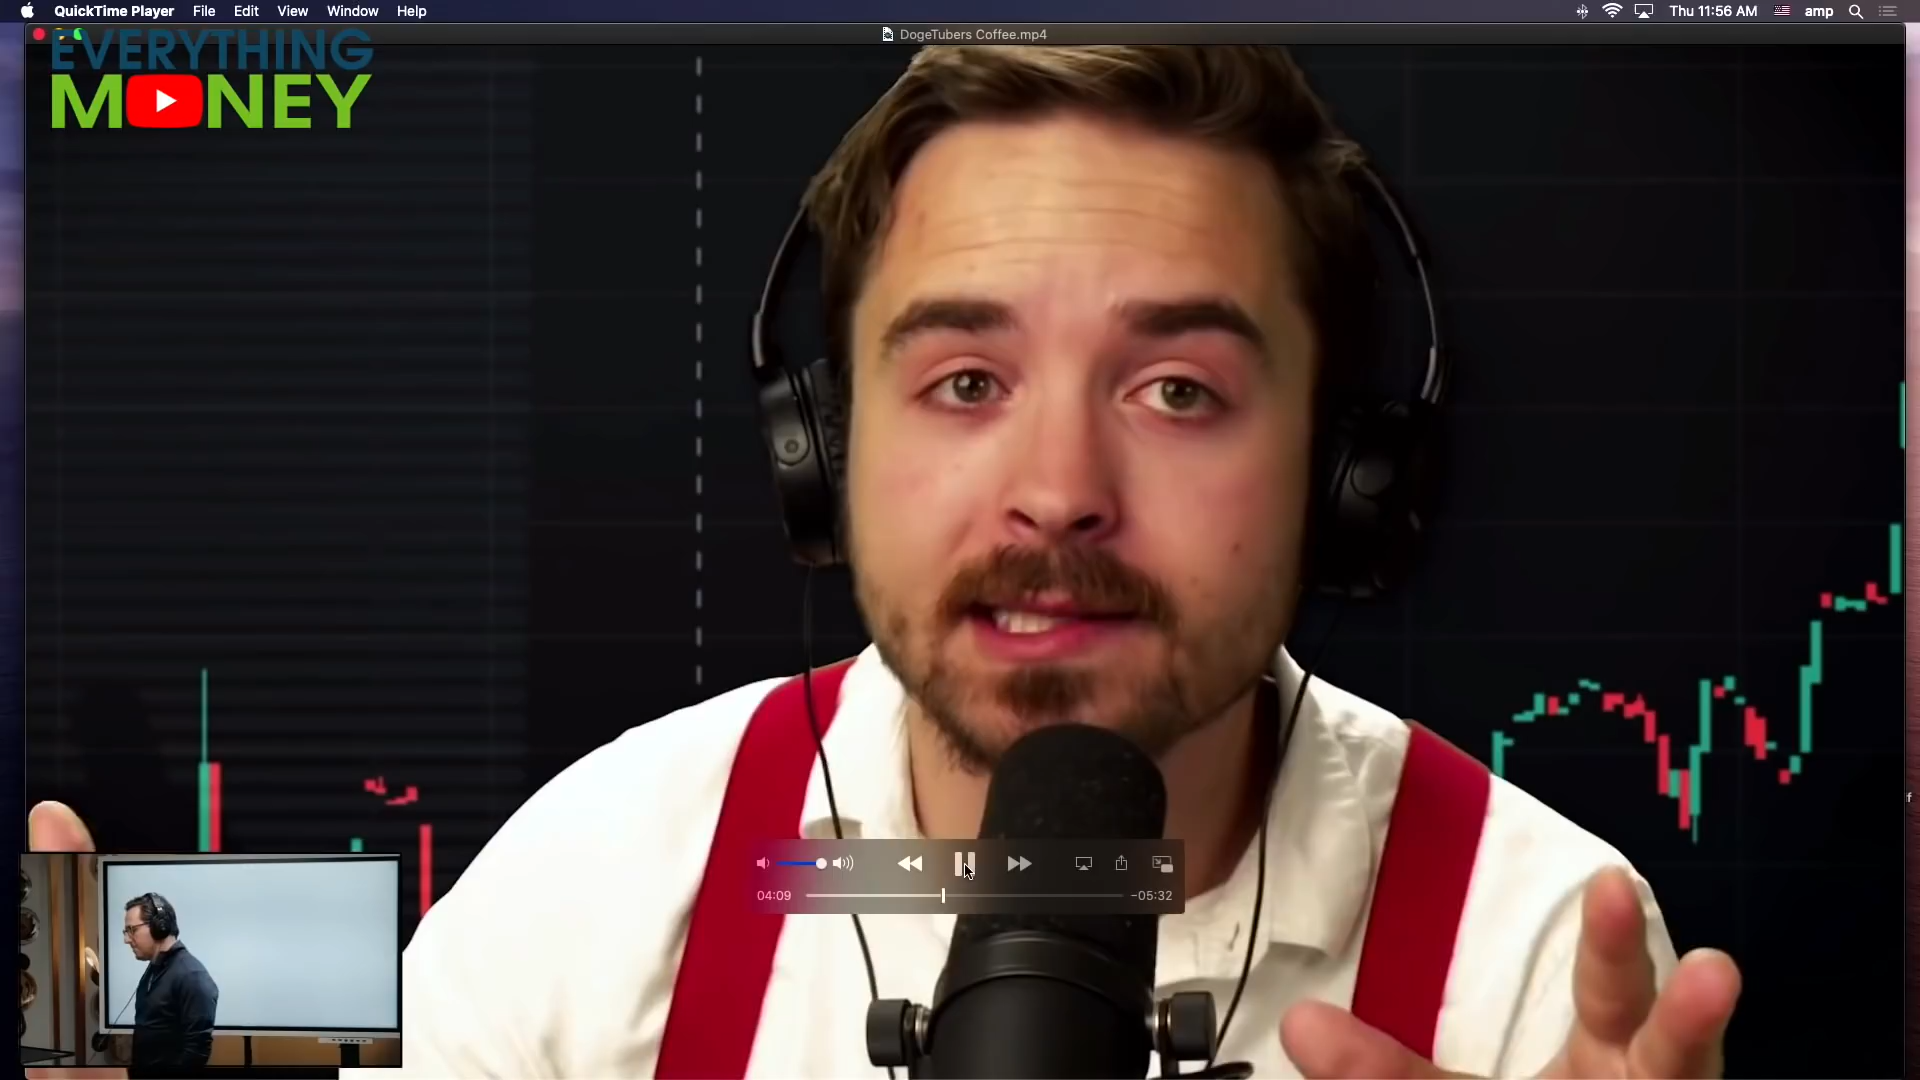 QuickTime Player File Edit View Window Help Thu 11:56 AM amp
DogeTubers Coffee.mp4
EVERYTHING
MONEY
04:09 -05:32